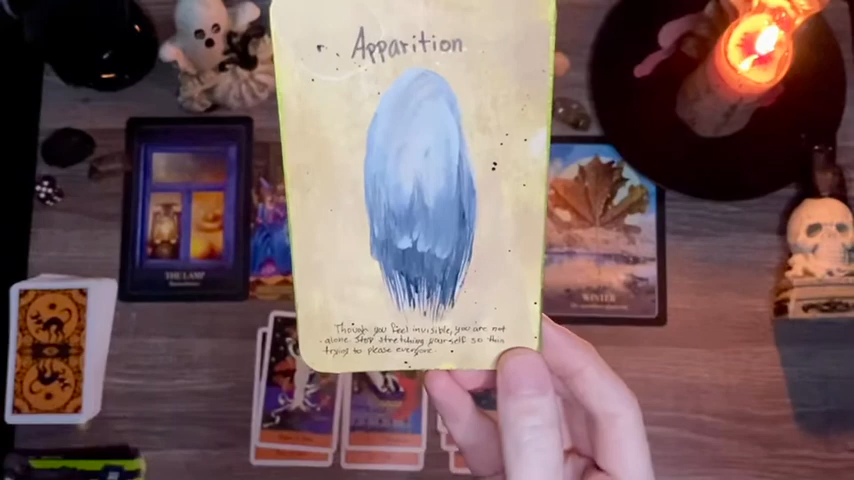 Apparition
Though you feel invisible, you are not
alone. Stop stretching yourself so thin
trying to please everyone.
THE LAMP
WINTER